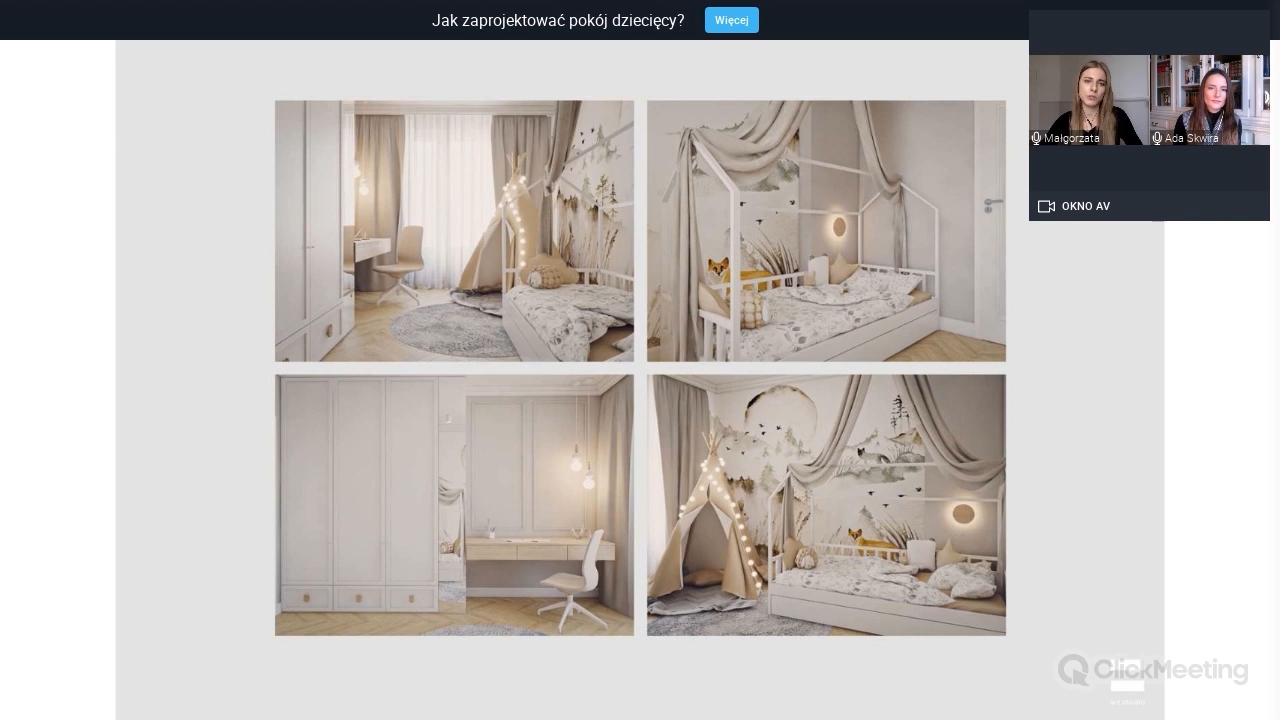 Jak zaprojektować pokój dziecięcy?
Więcej
Małgorzata
Ada Skwira
OKNO AV
ClickMeeting